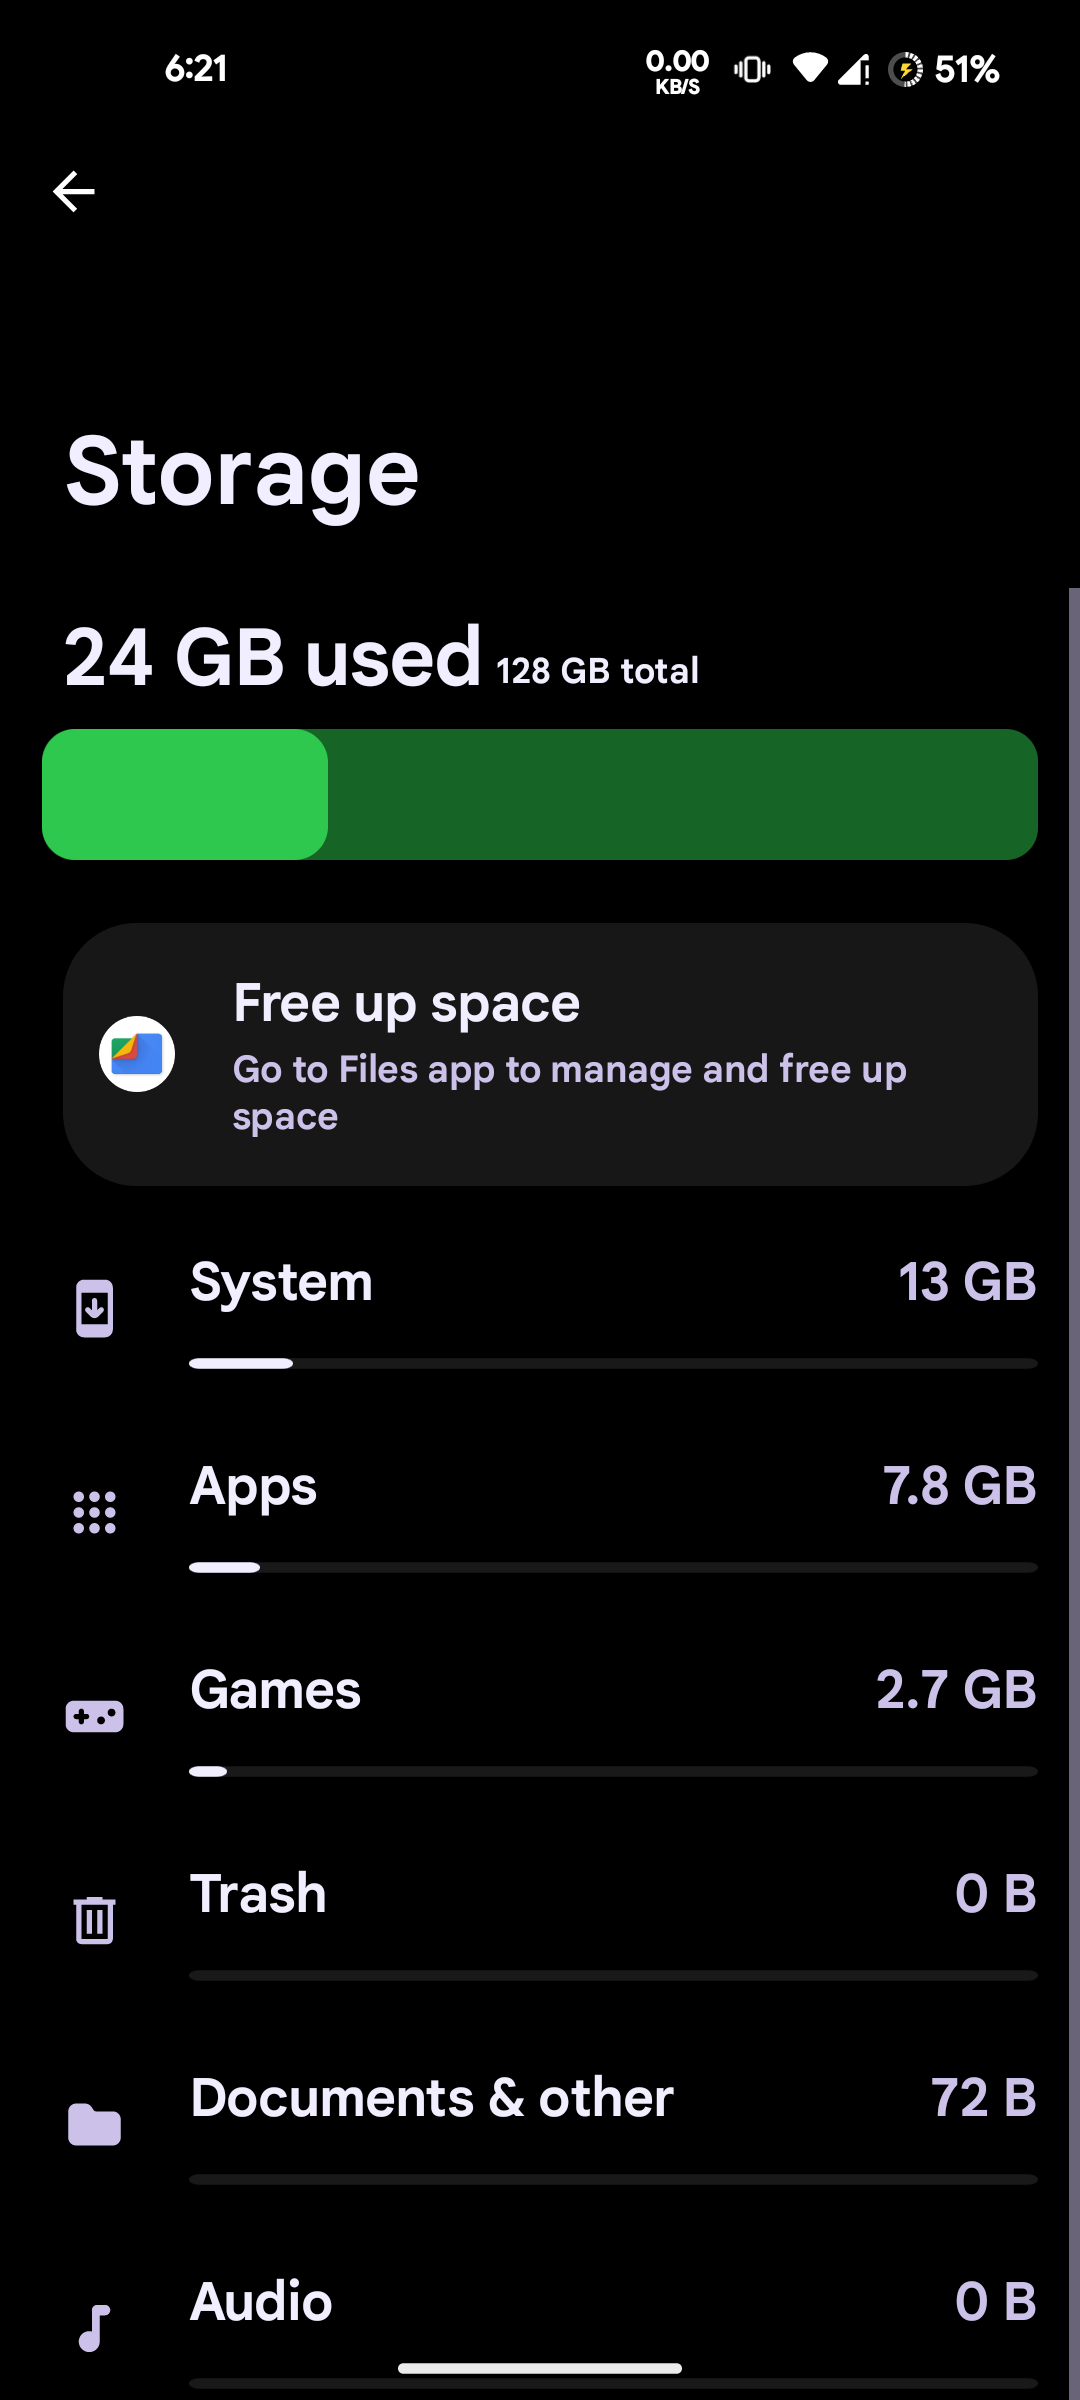 6:21
0.00
KB/S
51%
Storage
24 GB used 128 GB total
Free up space
Go to Files app to manage and free up
space
System 13 GB
Apps 7.8 GB
Games 2.7 GB
Trash 0 B
Documents & other 72 B
Audio 0 B